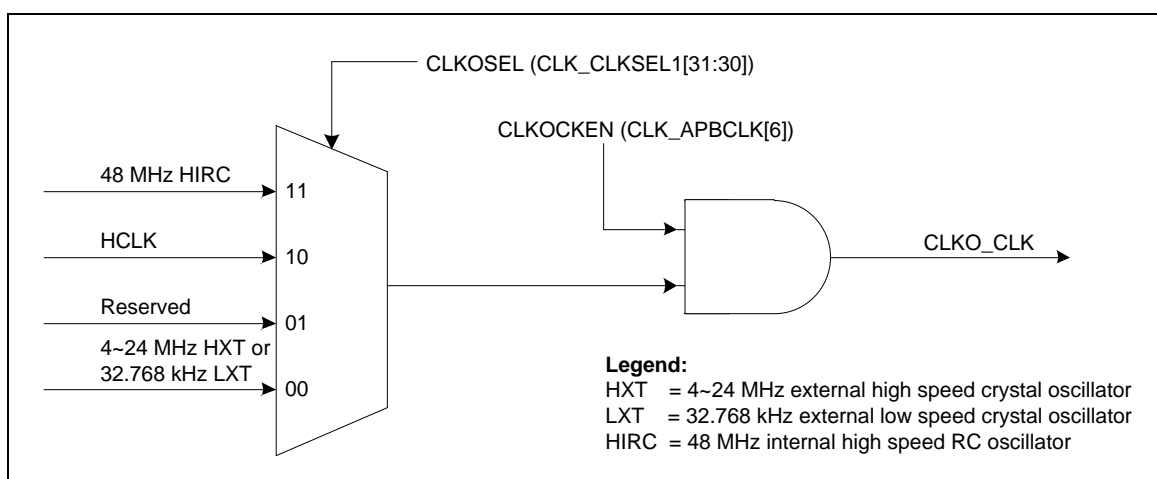 CLKOSEL (CLK_CLKSEL1[31:30])
CLKOCKEN (CLK_APBCLK[6])
48 MHz HIRC
11
HCLK
10
CLKO_CLK
Reserved
01
4~24 MHz HXT or
32.768 kHz LXT
00
Legend:
HXT = 4~24 MHz external high speed crystal oscillator
LXT = 32.768 kHz external low speed crystal oscillator
HIRC = 48 MHz internal high speed RC oscillator